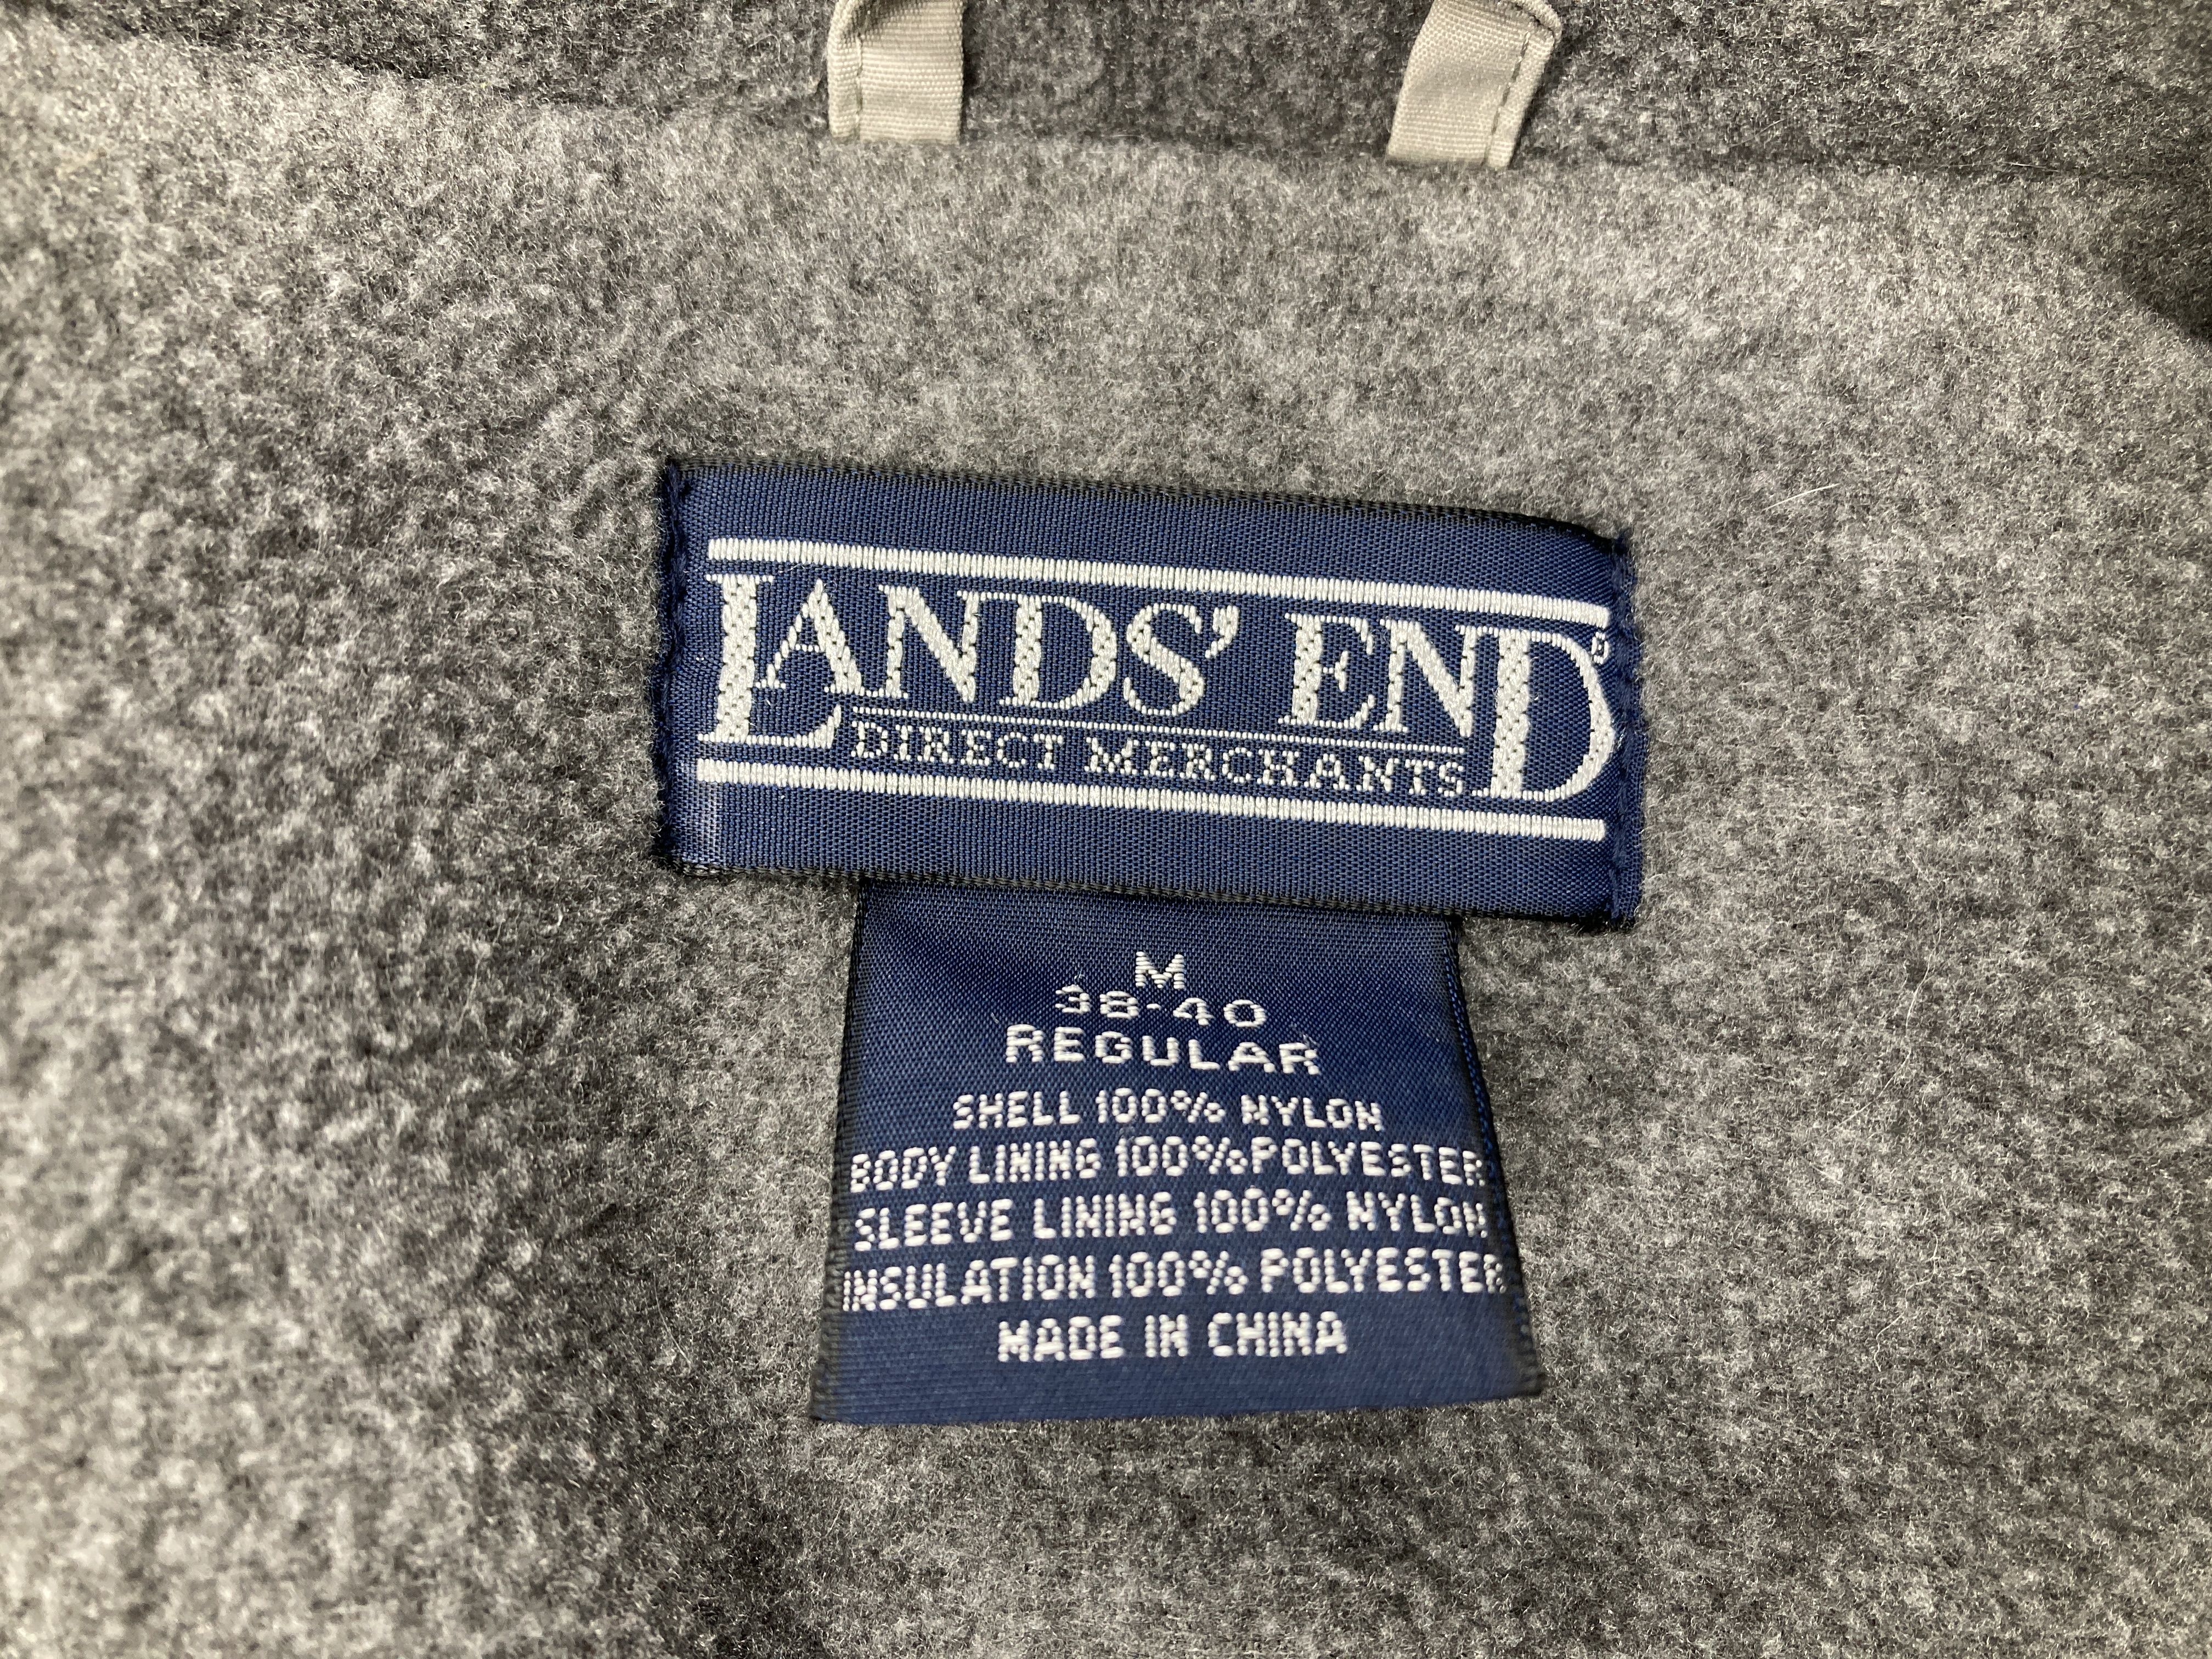 LANDS' END®
DIRECT MERCHANTS
M
38-40
REGULAR
SHELL 100% NYLON
BODY LINING 100% POLYESTER
SLEEVE LINING 100% NYLON
INSULATION 100% POLYESTER
MADE IN CHINA